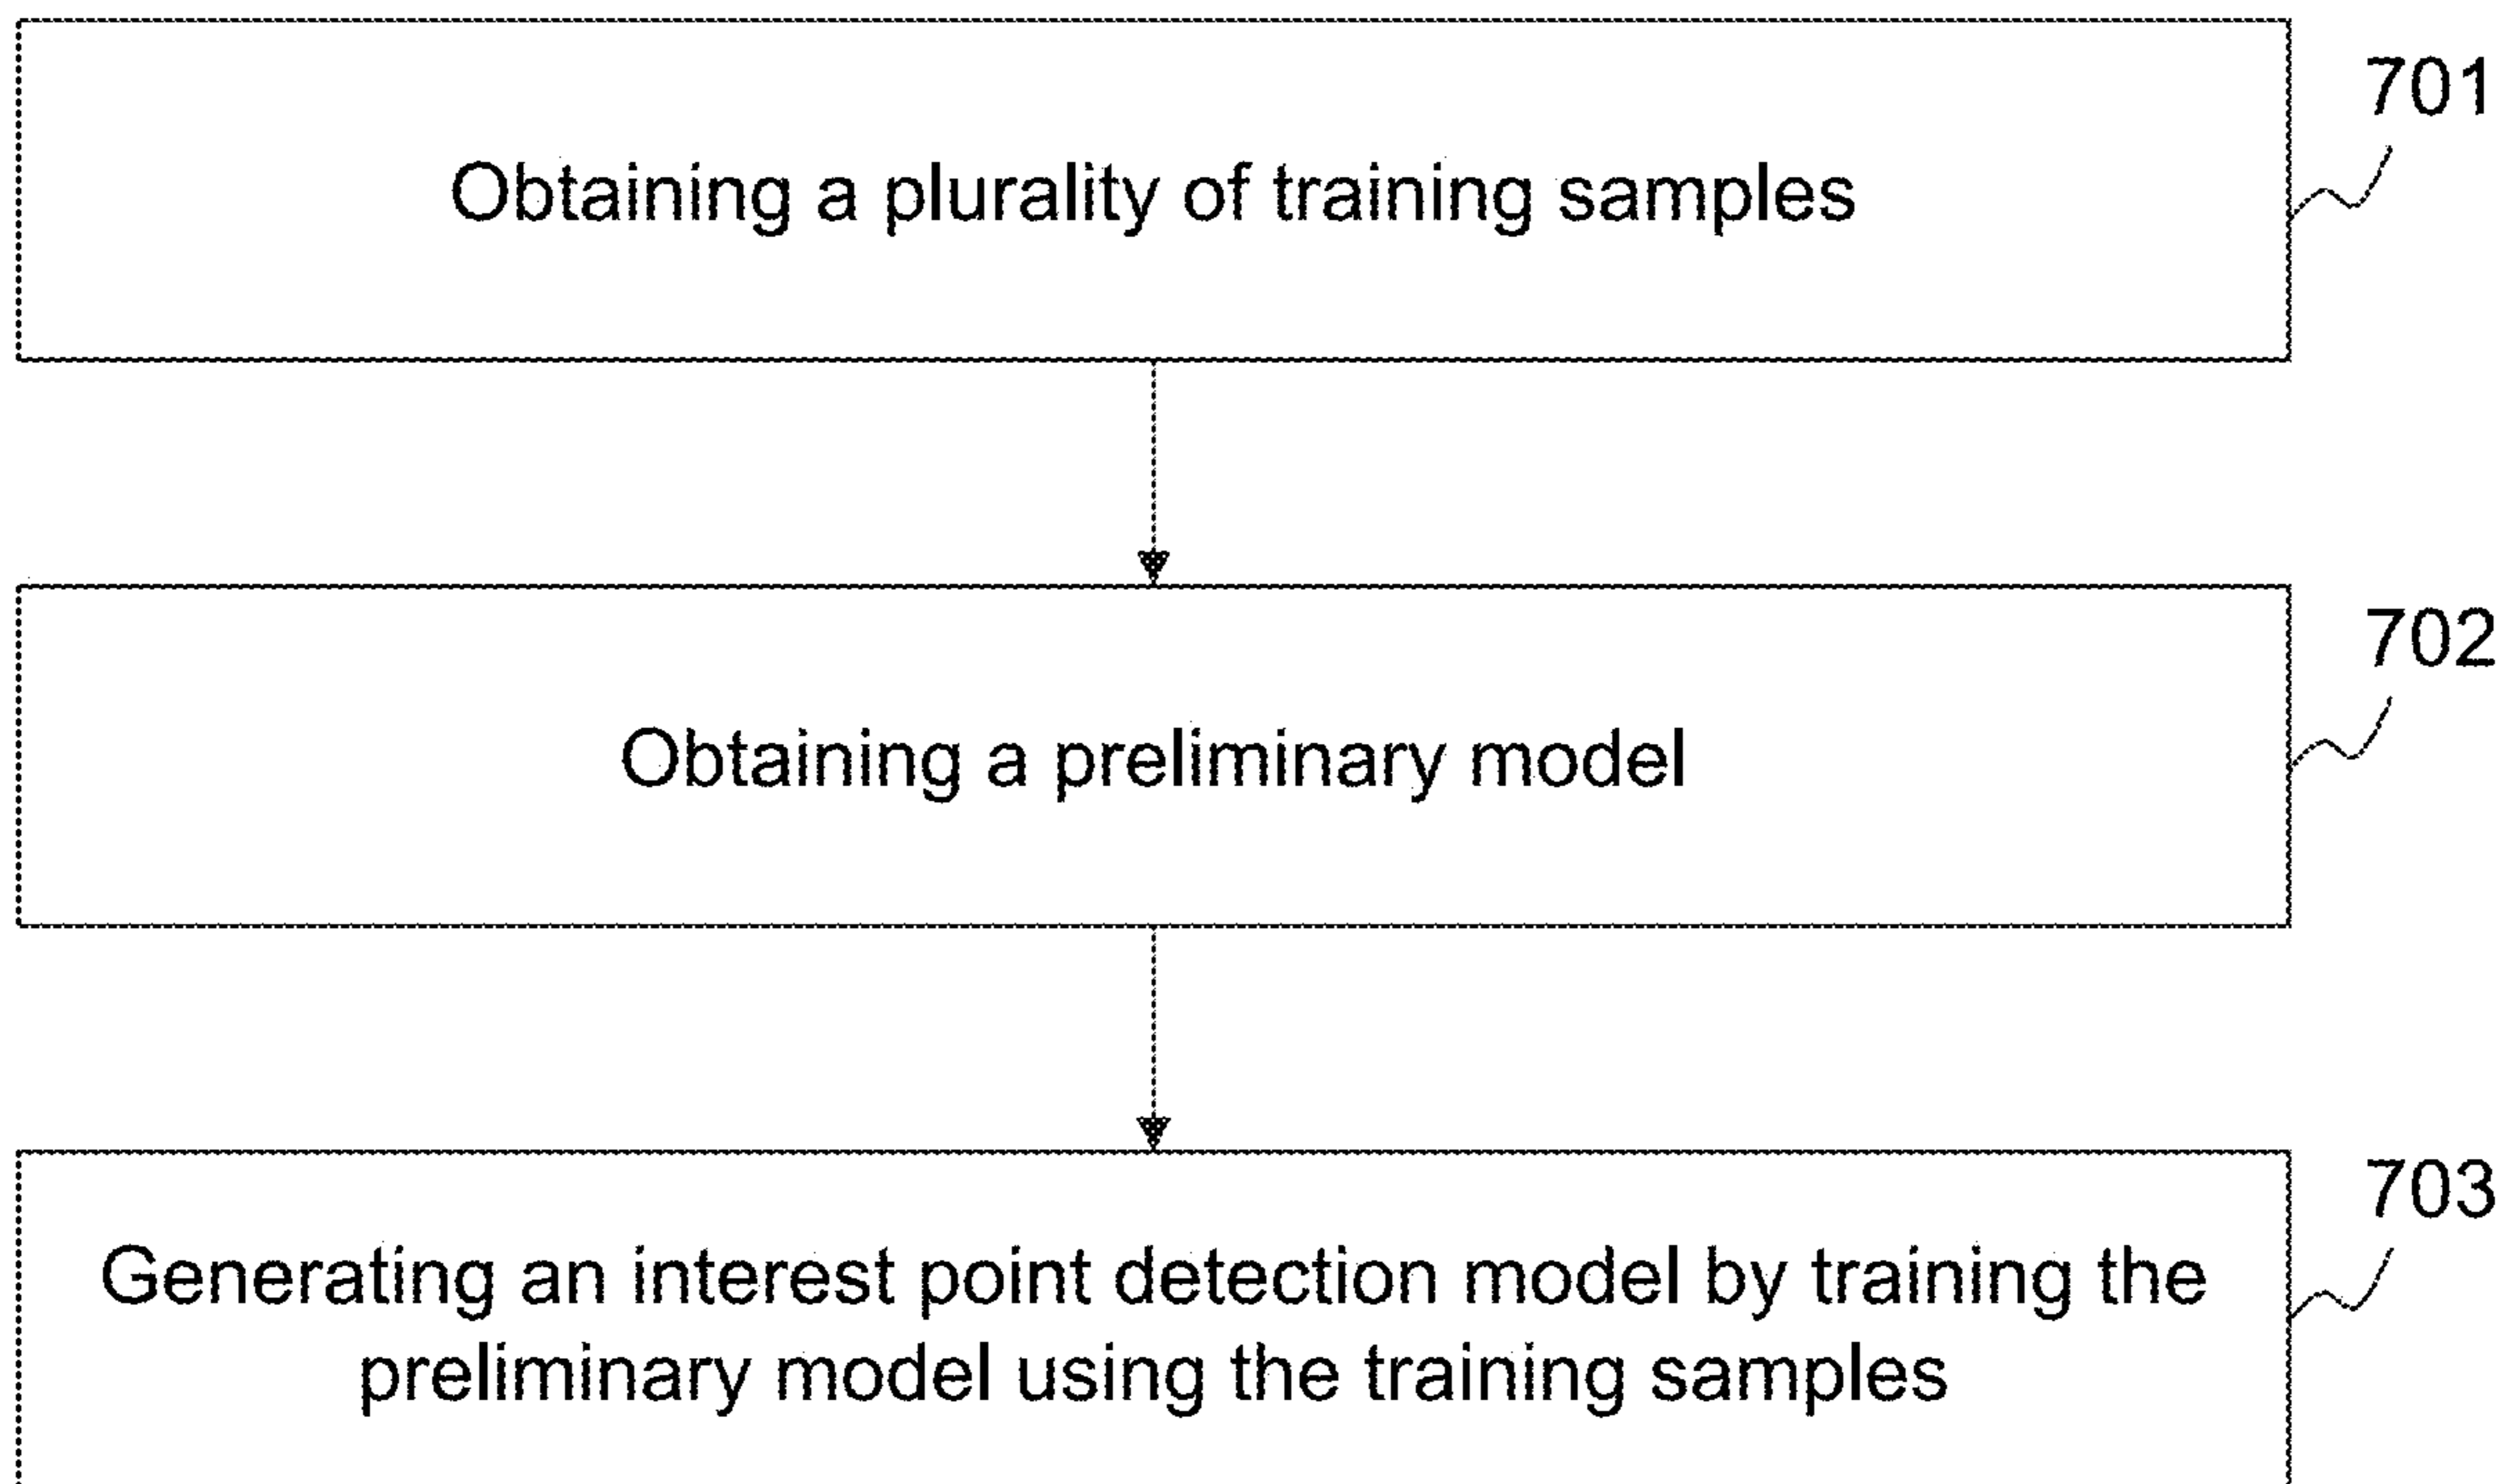 701
Obtaining a plurality of training samples
702
Obtaining a preliminary model
703
Generating an interest point detection model by training the
preliminary model using the training samples